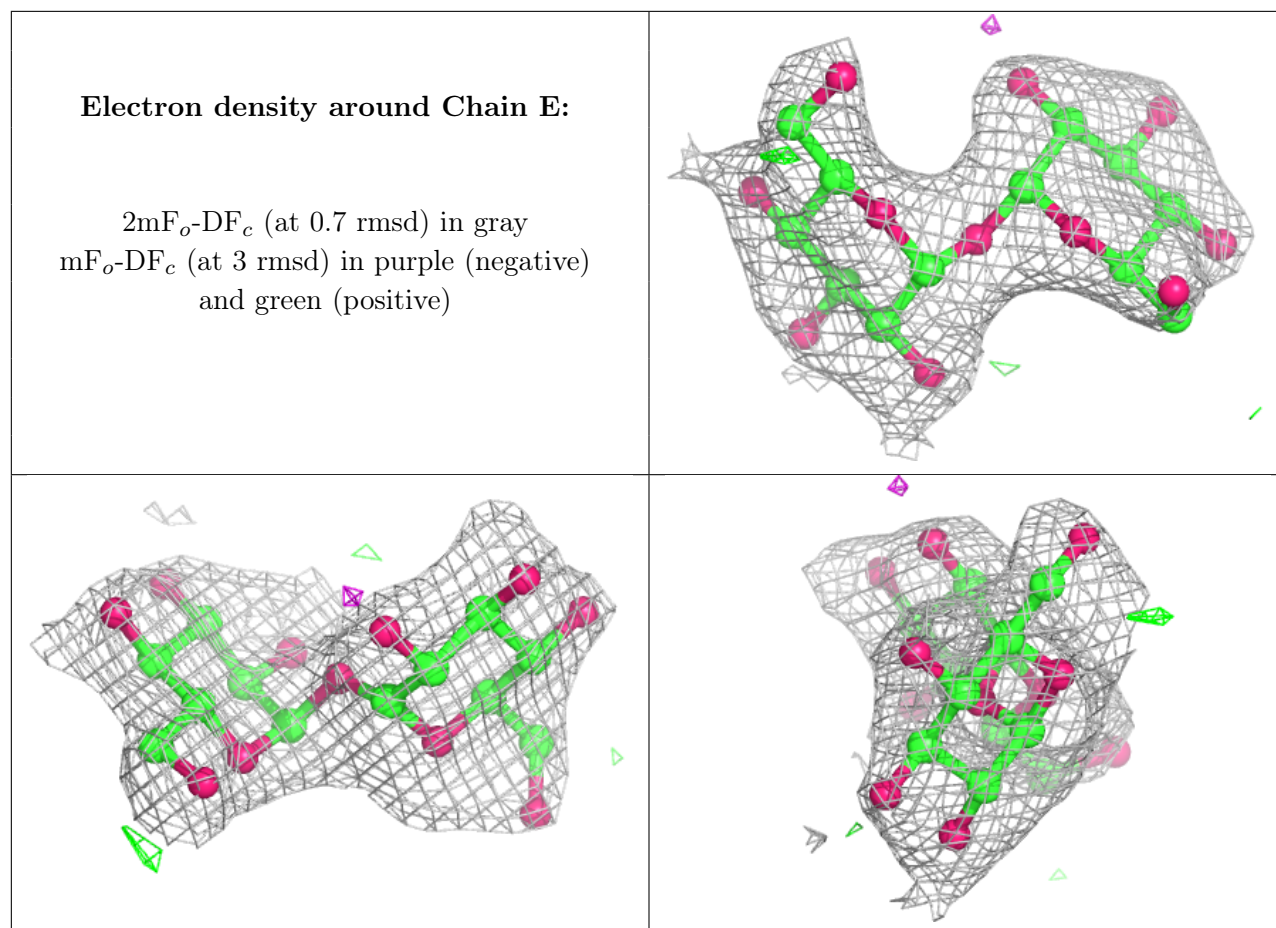 Electron density around Chain E:
2mFₒ-DF𝒸 (at 0.7 rmsd) in gray
mFₒ-DF𝒸 (at 3 rmsd) in purple (negative)
and green (positive)